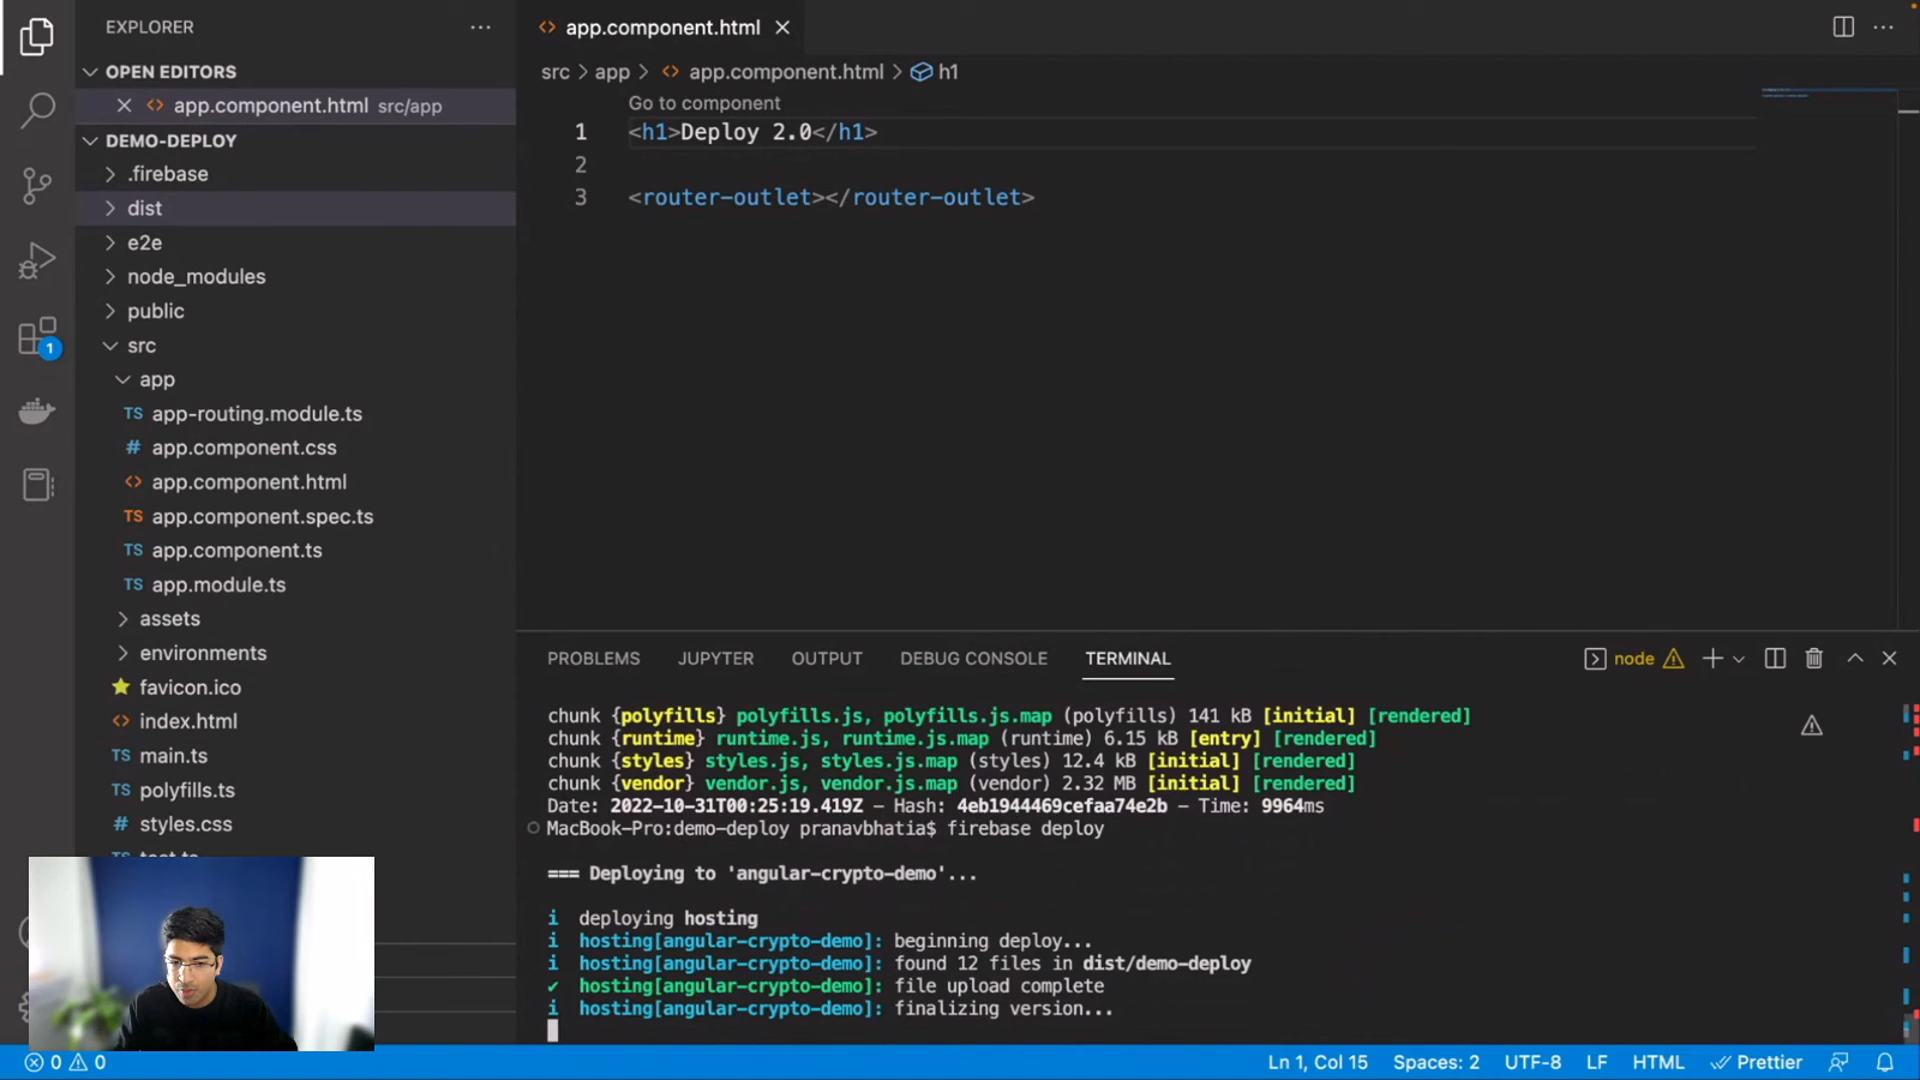 EXPLORER
OPEN EDITORS
app.component.html src/app
DEMO-DEPLOY
.firebase
dist
e2e
node_modules
public
src
app
TS app-routing.module.ts
# app.component.css
<> app.component.html
TS app.component.spec.ts
TS app.component.ts
TS app.module.ts
assets
environments
favicon.ico
<> index.html
TS main.ts
TS polyfills.ts
# styles.css
1
<> app.component.html
src > app > <> app.component.html > h1
Go to component
1 <h1>Deploy 2.0</h1>
2
3 <router-outlet></router-outlet>
PROBLEMS JUPYTER OUTPUT DEBUG CONSOLE TERMINAL
node
chunk {polyfills} polyfills.js, polyfills.js.map (polyfills) 141 kB [initial] [rendered]
chunk {runtime} runtime.js, runtime.js.map (runtime) 6.15 kB [entry] [rendered]
chunk {styles} styles.js, styles.js.map (styles) 12.4 kB [initial] [rendered]
chunk {vendor} vendor.js, vendor.js.map (vendor) 2.32 MB [initial] [rendered]
Date: 2022-10-31T00:25:19.419Z - Hash: 4eb1944469cefaa74e2b - Time: 9964ms
MacBook-Pro:demo-deploy pranavbhatia$ firebase deploy
=== Deploying to 'angular-crypto-demo'...
i deploying hosting
i hosting[angular-crypto-demo]: beginning deploy...
i hosting[angular-crypto-demo]: found 12 files in dist/demo-deploy
✔ hosting[angular-crypto-demo]: file upload complete
i hosting[angular-crypto-demo]: finalizing version...
0 0
Ln 1, Col 15 Spaces: 2 UTF-8 LF HTML Prettier